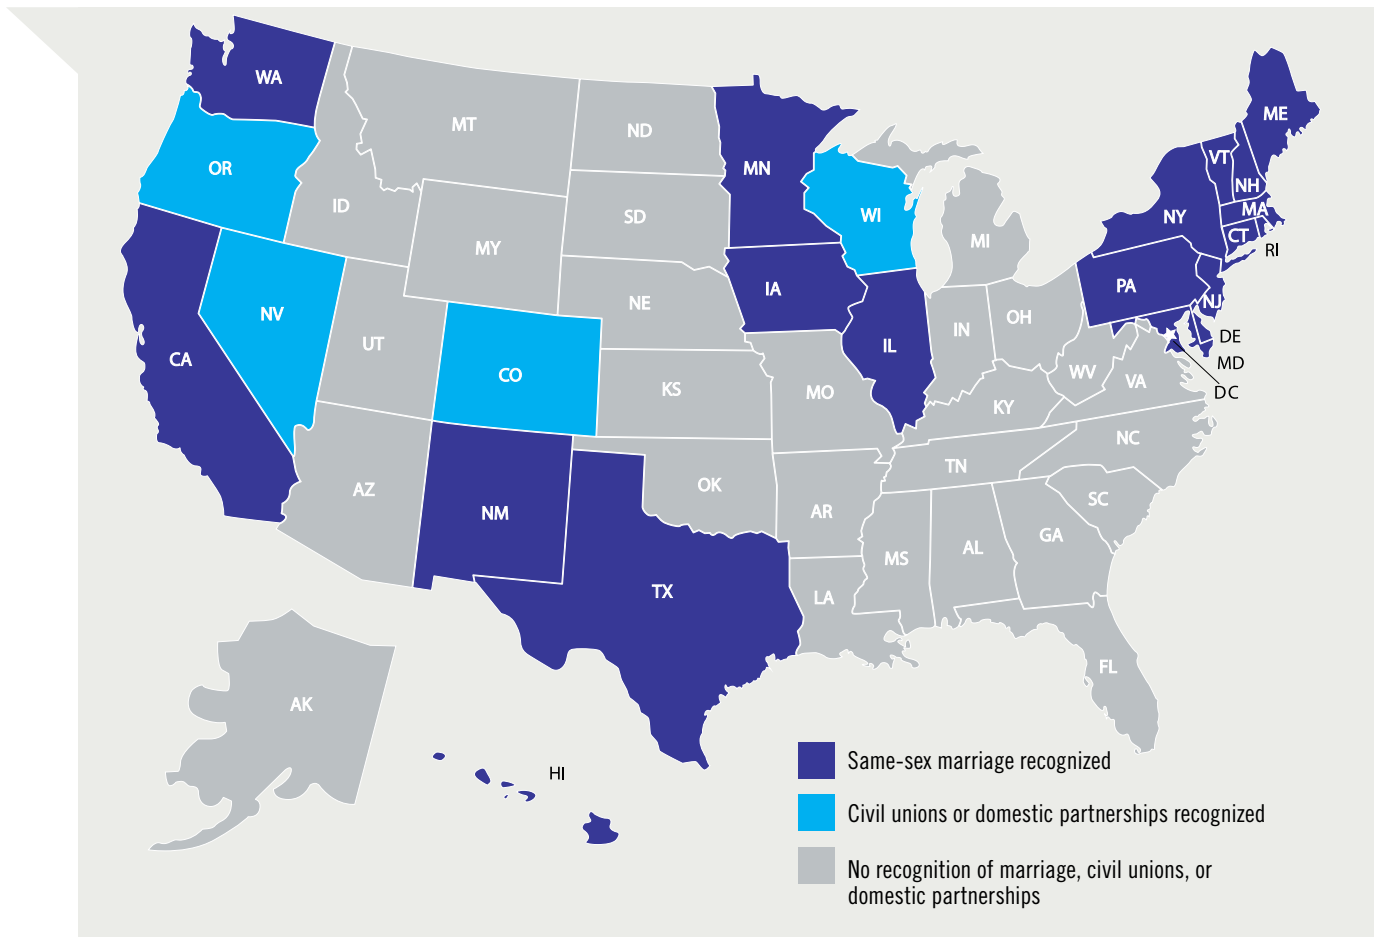 WA
ME
MT
ND
VT
OR
MN
NH
ID
MA
SD
WI
NY
CT
MI
MY
RI
PA
IA
NE
NJ
NV
OH
IN
DE
UT
IL
CA
MD
CO
WV
VA
KS
MO
DC
KY
NC
TN
AZ
OK
SC
NM
AR
GA
AL
MS
TX
LA
FL
AK
HI
Same-sex marriage recognized
Civil unions or domestic partnerships recognized
No recognition of marriage, civil unions, or
domestic partnerships